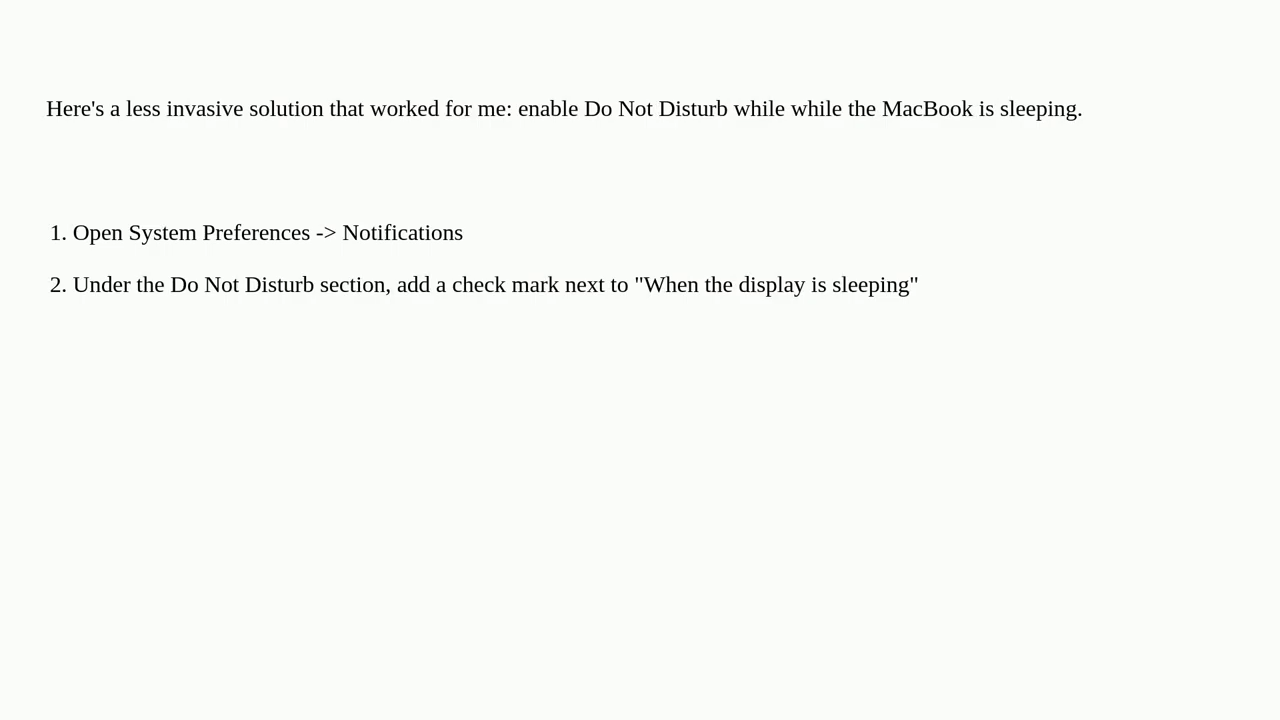 Here's a less invasive solution that worked for me: enable Do Not Disturb while while the MacBook is sleeping.
1. Open System Preferences -> Notifications
2. Under the Do Not Disturb section, add a check mark next to "When the display is sleeping"